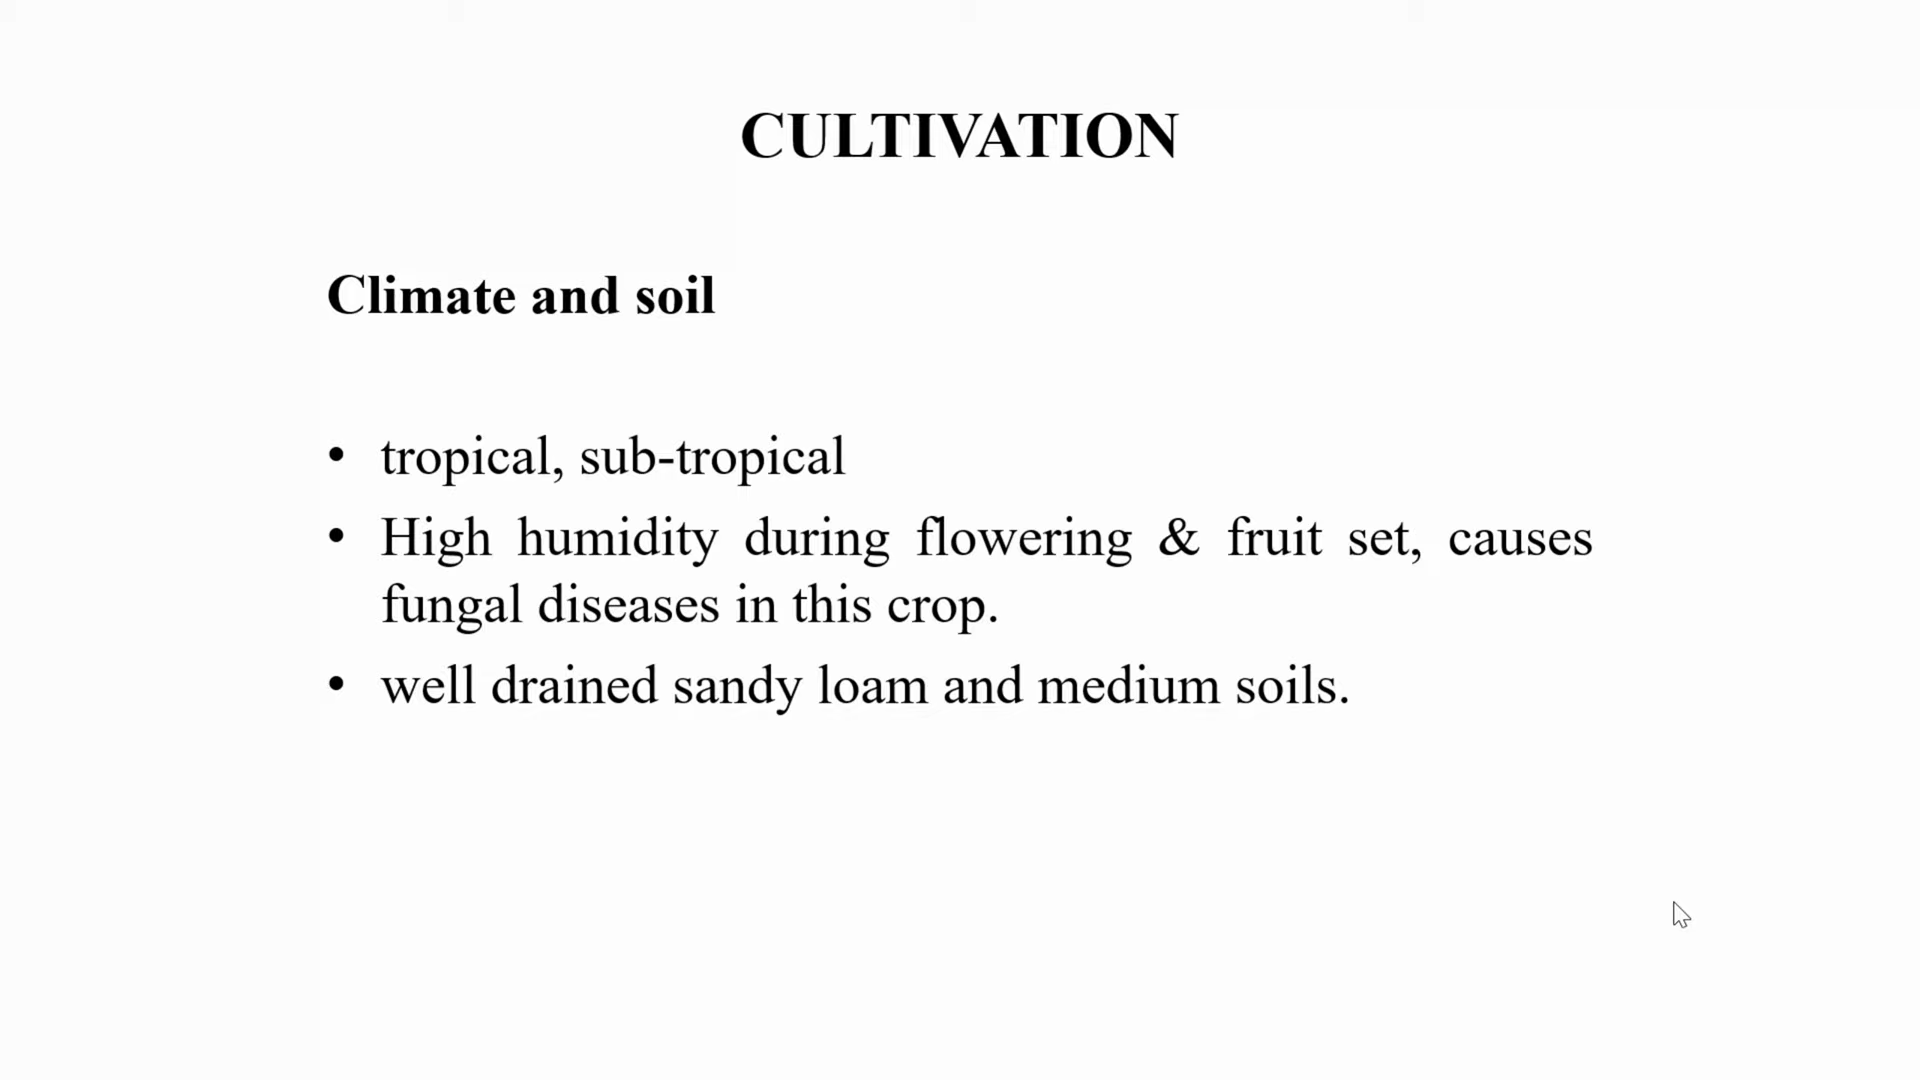 CULTIVATION
Climate and soil
• tropical, sub-tropical
• High humidity during flowering & fruit set, causes
fungal diseases in this crop.
• well drained sandy loam and medium soils.